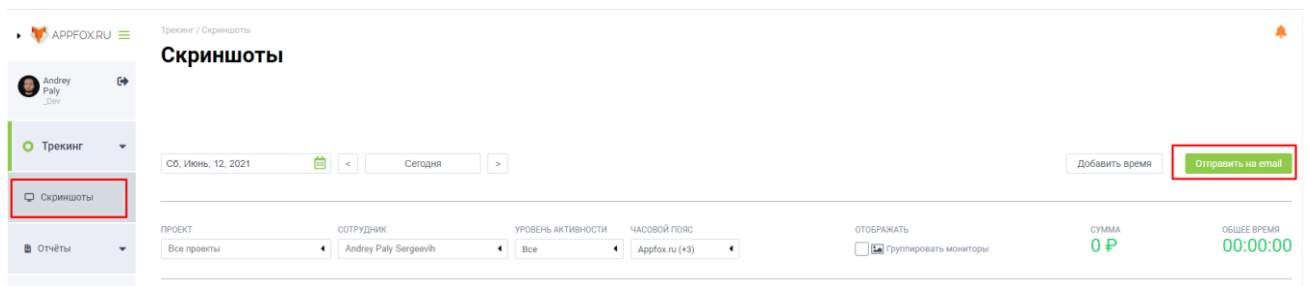 APPFOX.RU
Andrey
Paly
_Dev
Трекинг
Скриншоты
Отчёты
Трекинг / Скриншоты
Скриншоты
Сб, Июнь, 12, 2021 < Сегодня > Добавить время Отправить на email
ПРОЕКТ СОТРУДНИК УРОВЕНЬ АКТИВНОСТИ ЧАСОВОЙ ПОЯС ОТОБРАЖАТЬ СУММА ОБЩЕЕ ВРЕМЯ
Все проекты Andrey Paly Sergeevih Все Appfox.ru (+3) Группировать мониторы 0 ₽ 00:00:00